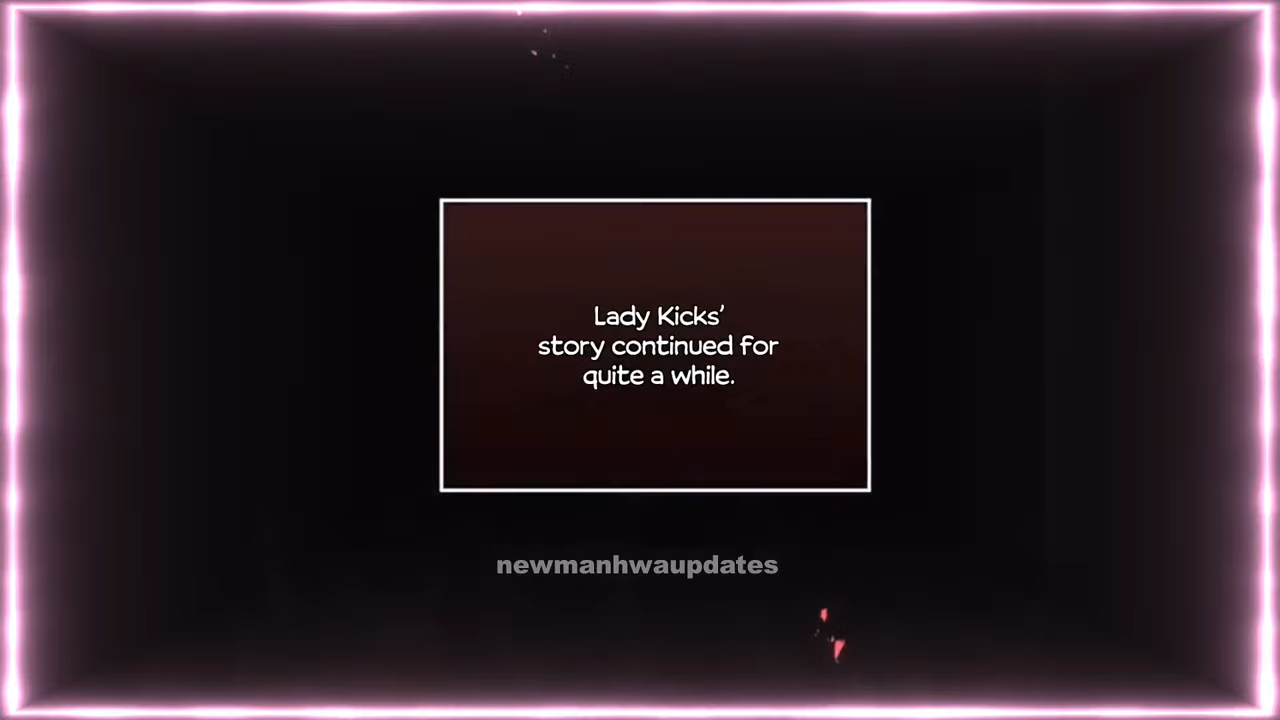 Lady Kicks'
story continued for
quite a while.
newmanhwaupdates